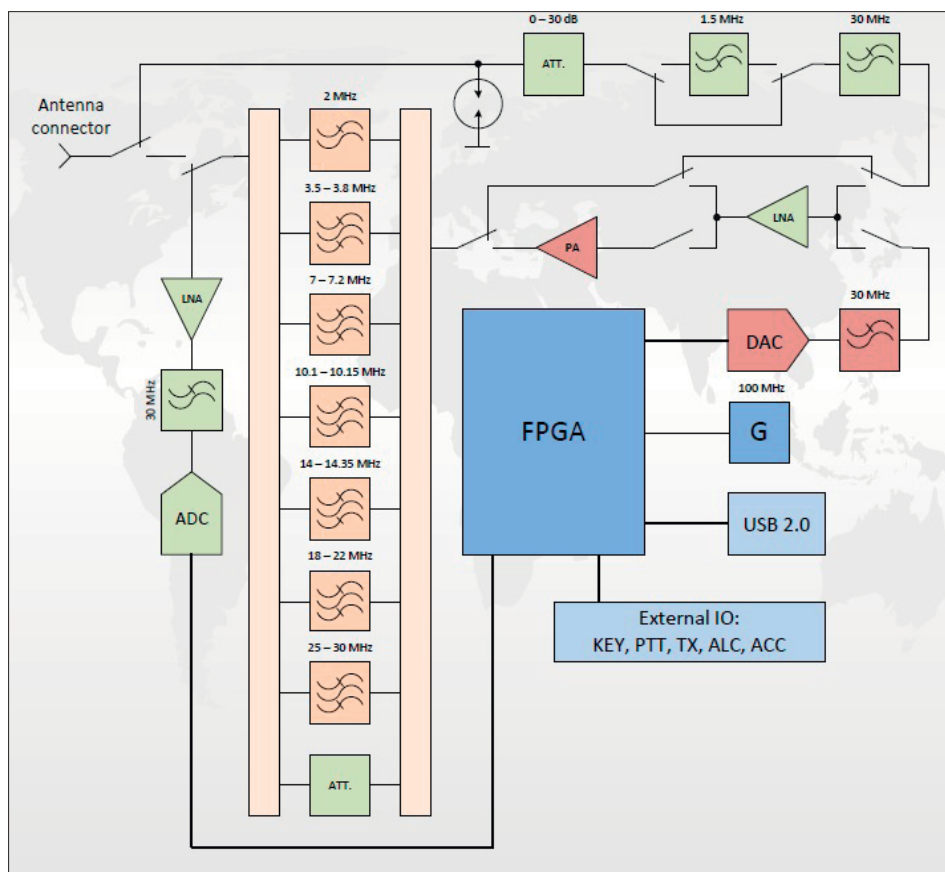 0 – 30 dB
1.5 MHz
30 MHz
ATT.
Antenna
connector
2 MHz
3.5 – 3.8 MHz
LNA
PA
7 – 7.2 MHz
LNA
30 MHz
DAC
30 MHz
10.1 – 10.15 MHz
100 MHz
FPGA
G
14 – 14.35 MHz
ADC
USB 2.0
18 – 22 MHz
External IO:
KEY, PTT, TX, ALC, ACC
25 – 30 MHz
ATT.